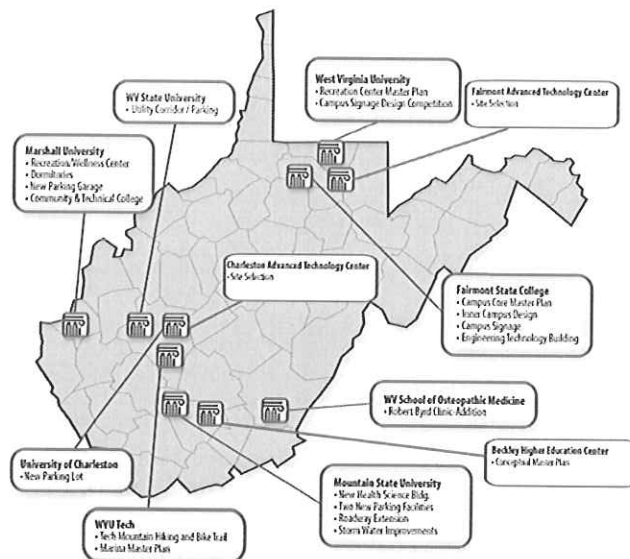 West Virginia University
• Recreation Center Master Plan
• Campus Signage Design Competition
Fairmont Advanced Technology Center
• Site Selection
WV State University
• Utility Corridor / Parking
Marshall University
• Recreation/Wellness Center
• Dormitories
• New Parking Garage
• Community & Technical College
Charleston Advanced Technology Center
• Site Selection
Fairmont State College
• Campus Core Master Plan
• Inner Campus Design
• Campus Signage
• Engineering Technology Building
WV School of Osteopathic Medicine
• Robert Byrd Clinic-Addition
Beckley Higher Education Center
• Conceptual Master Plan
University of Charleston
• New Parking Lot
Mountain State University
• New Health Science Bldg.
• Two New Parking Facilities
• Roadway Extension
• Storm Water Improvements
WVU Tech
• Tech Mountain Hiking and Bike Trail
• Marina Master Plan